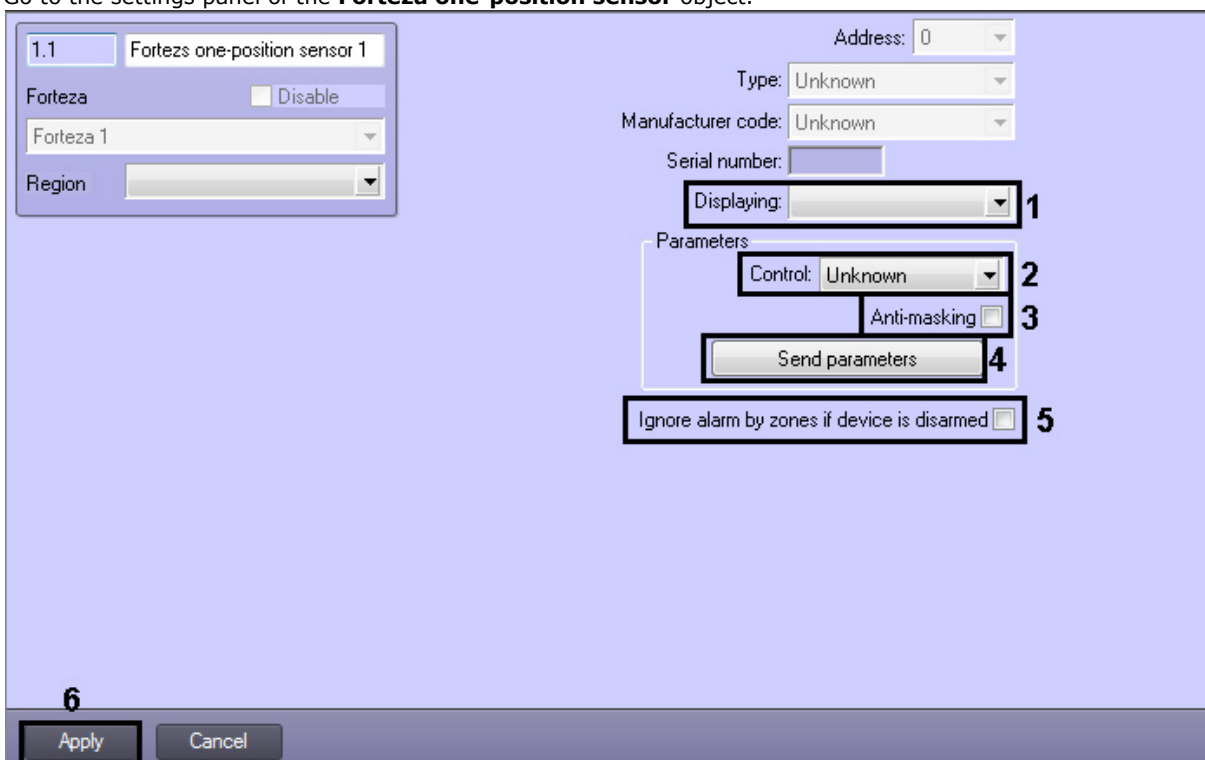 Go to the settings panel of the Forteza one-position sensor object.
1.1 Fortezs one-position sensor 1
Forteza Disable
Forteza 1
Region
Address: 0
Type: Unknown
Manufacturer code: Unknown
Serial number:
Displaying: 1
Parameters
Control: Unknown 2
Anti-masking 3
Send parameters 4
Ignore alarm by zones if device is disarmed 5
6
Apply Cancel